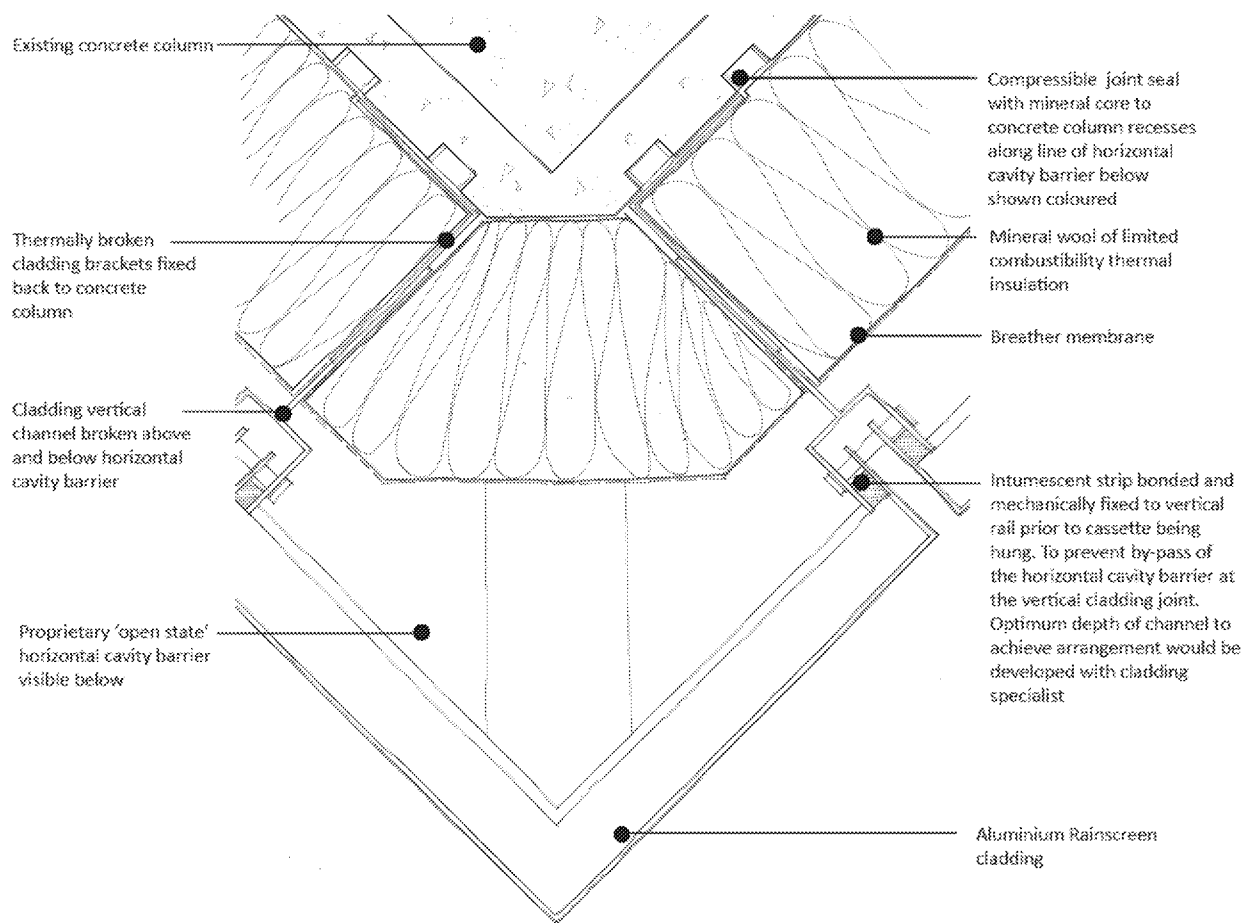 Existing concrete column
Compressible joint seal
with mineral core to
concrete column recesses
along line of horizontal
cavity barrier below
shown coloured
Thermally broken
cladding brackets fixed
back to concrete
column
Mineral wool of limited
combustibility thermal
insulation
Breather membrane
Cladding vertical
channel broken above
and below horizontal
cavity barrier
Intumescent strip bonded and
mechanically fixed to vertical
rail prior to cassette being
hung. To prevent by-pass of
the horizontal cavity barrier at
the vertical cladding joint.
Optimum depth of channel to
achieve arrangement would be
developed with cladding
specialist
Proprietary 'open state'
horizontal cavity barrier
visible below
Aluminium Rainscreen
cladding